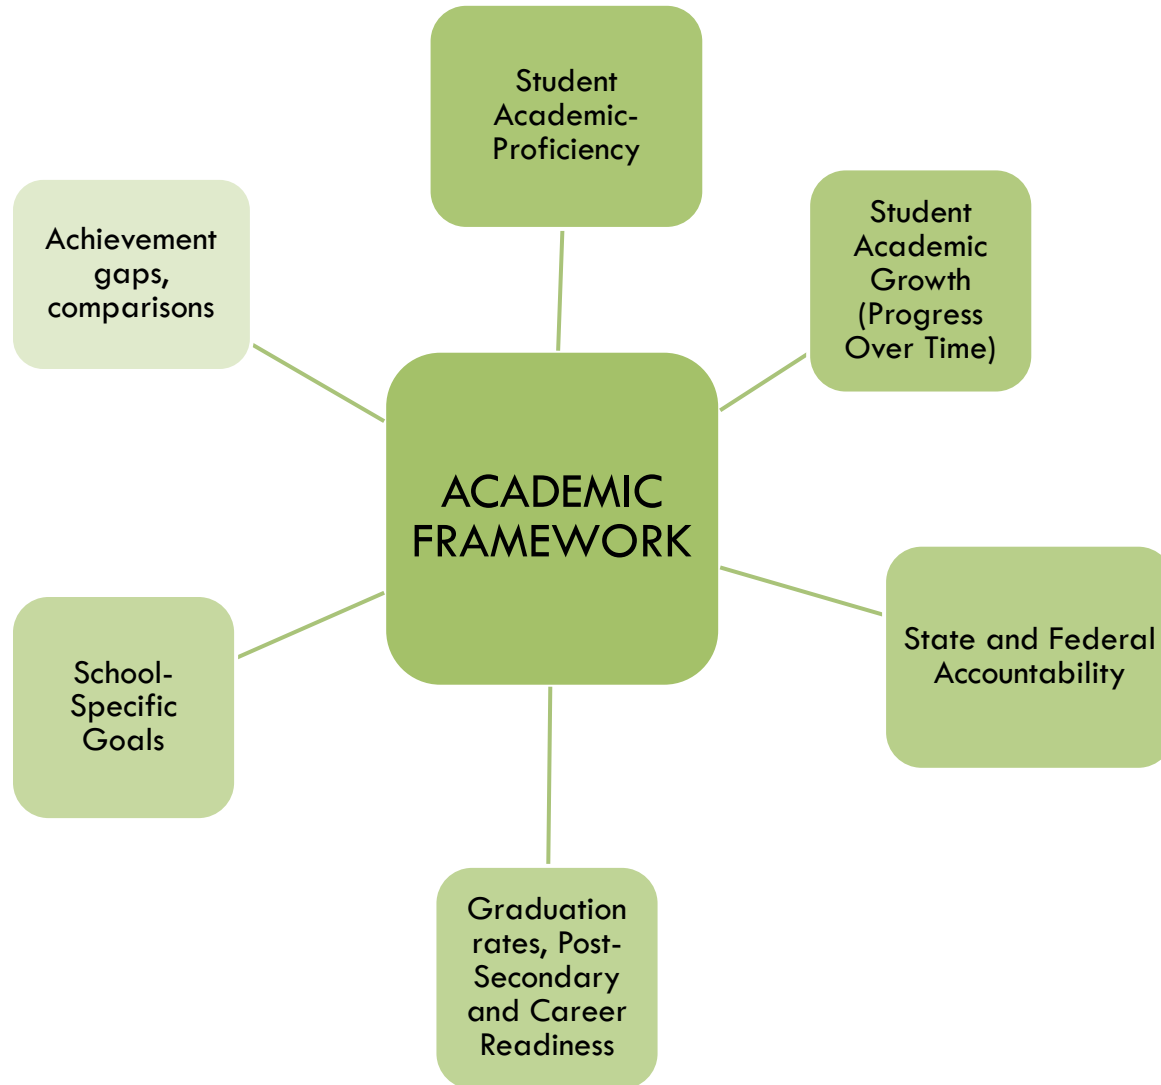 Student
Academic-
Proficiency
Student
Academic
Growth
(Progress
Over Time)
Achievement
gaps,
comparisons
ACADEMIC
FRAMEWORK
State and Federal
Accountability
School-
Specific
Goals
Graduation
rates, Post-
Secondary
and Career
Readiness